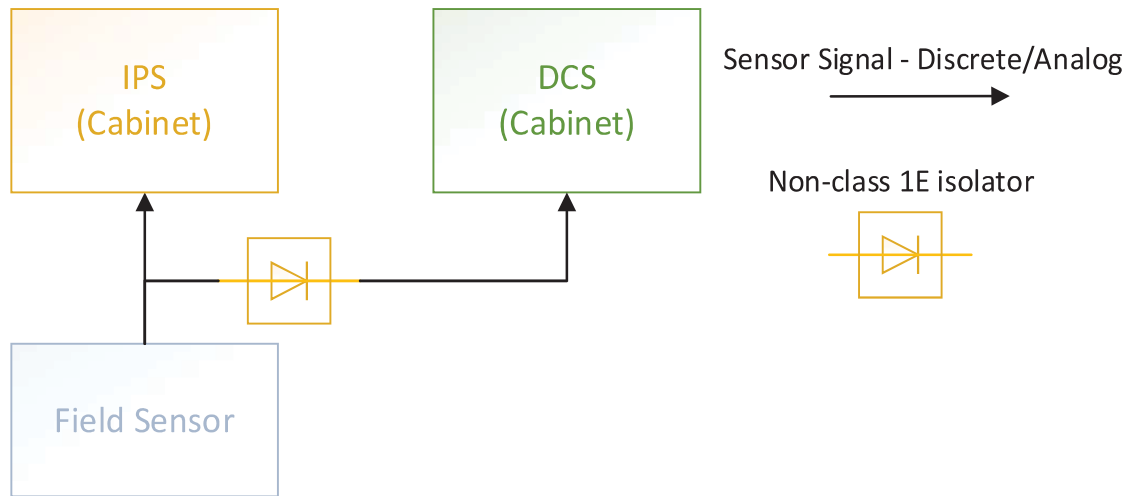 IPS
(Cabinet)
DCS
(Cabinet)
Sensor Signal - Discrete/Analog
Non-class 1E isolator
Field Sensor